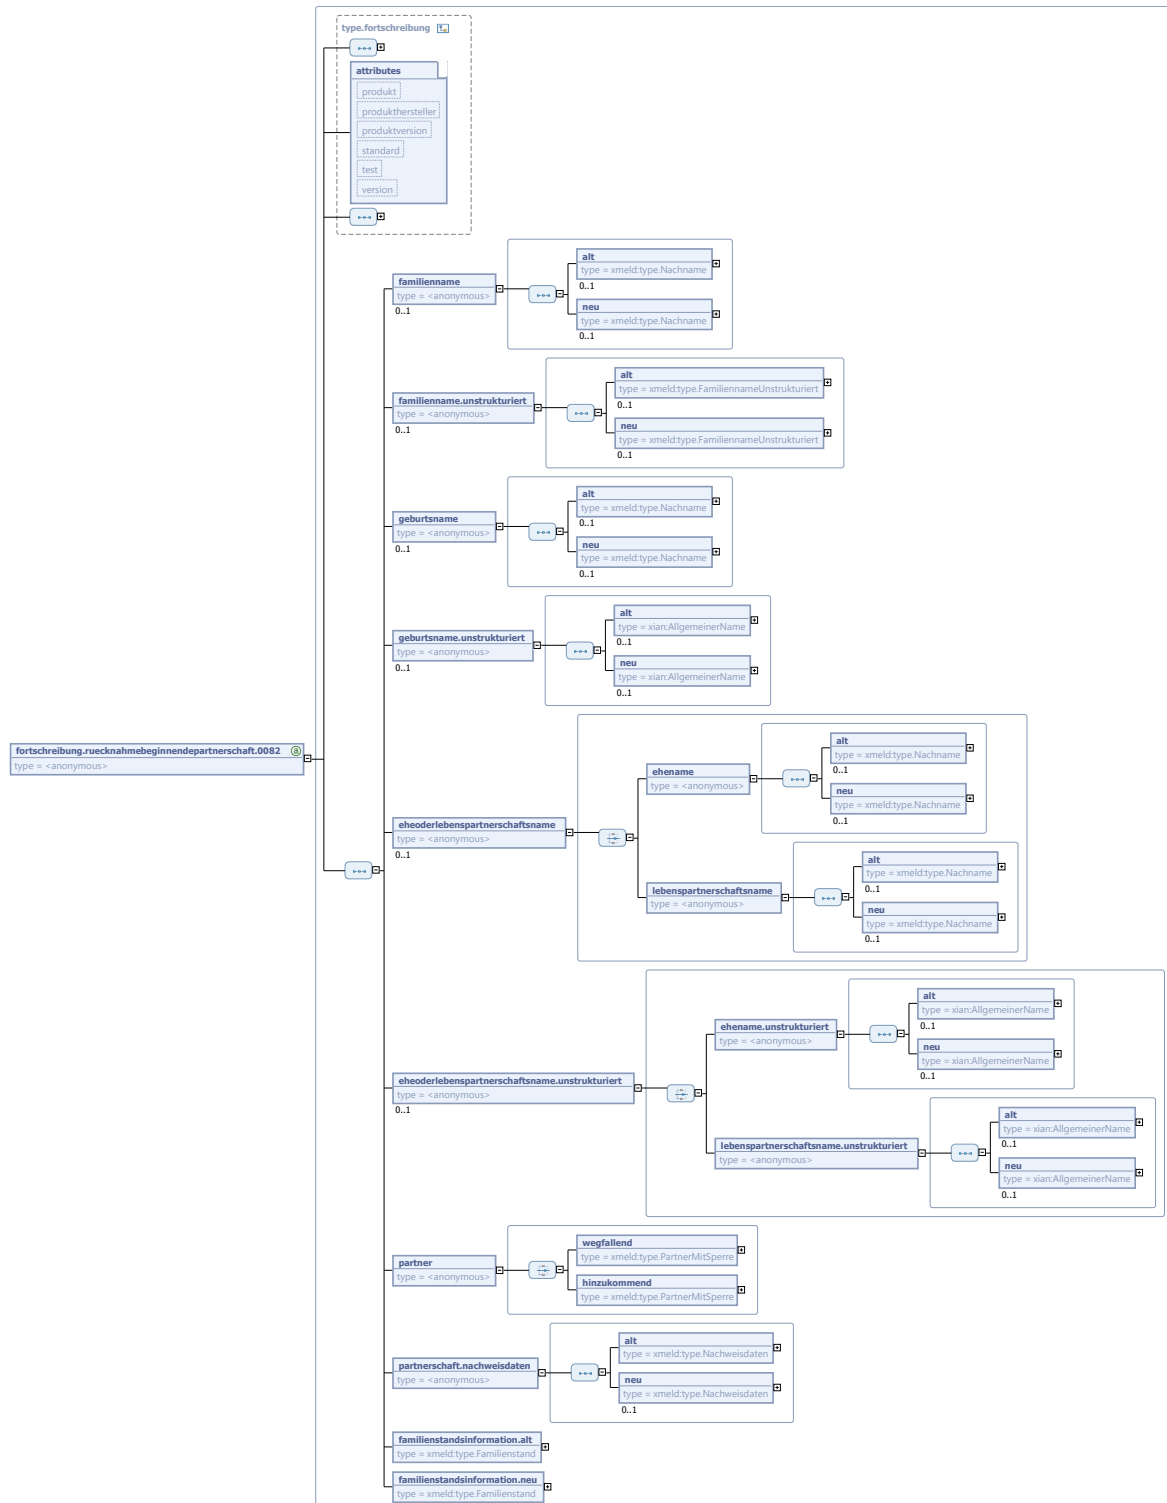 type.fortschreibung
attributes
produkt
produkthersteller
produktversion
standard
test
version
familienname
type = <anonymous>
0..1
alt
type = xmeld:type.Nachname
0..1
neu
type = xmeld:type.Nachname
0..1
familienname.unstrukturiert
type = <anonymous>
0..1
alt
type = xmeld:type.FamiliennameUnstrukturiert
0..1
neu
type = xmeld:type.FamiliennameUnstrukturiert
0..1
geburtsname
type = <anonymous>
0..1
alt
type = xmeld:type.Nachname
0..1
neu
type = xmeld:type.Nachname
0..1
geburtsname.unstrukturiert
type = <anonymous>
0..1
alt
type = xian:AllgemeinerName
0..1
neu
type = xian:AllgemeinerName
0..1
fortschreibung.ruecknahmebeginnendepartnerschaft.0082 a
type = <anonymous>
eheoderlebenspartnerschaftsname
type = <anonymous>
0..1
ehename
type = <anonymous>
alt
type = xmeld:type.Nachname
0..1
neu
type = xmeld:type.Nachname
0..1
lebenspartnerschaftsname
type = <anonymous>
alt
type = xmeld:type.Nachname
0..1
neu
type = xmeld:type.Nachname
0..1
eheoderlebenspartnerschaftsname.unstrukturiert
type = <anonymous>
0..1
ehename.unstrukturiert
type = <anonymous>
alt
type = xian:AllgemeinerName
0..1
neu
type = xian:AllgemeinerName
0..1
lebenspartnerschaftsname.unstrukturiert
type = <anonymous>
alt
type = xian:AllgemeinerName
0..1
neu
type = xian:AllgemeinerName
0..1
partner
type = <anonymous>
wegfallend
type = xmeld:type.PartnerMitSperre
hinzukommend
type = xmeld:type.PartnerMitSperre
partnerschaft.nachweisdaten
type = <anonymous>
alt
type = xmeld:type.Nachweisdaten
neu
type = xmeld:type.Nachweisdaten
0..1
familienstandsinformation.alt
type = xmeld:type.Familienstand
familienstandsinformation.neu
type = xmeld:type.Familienstand